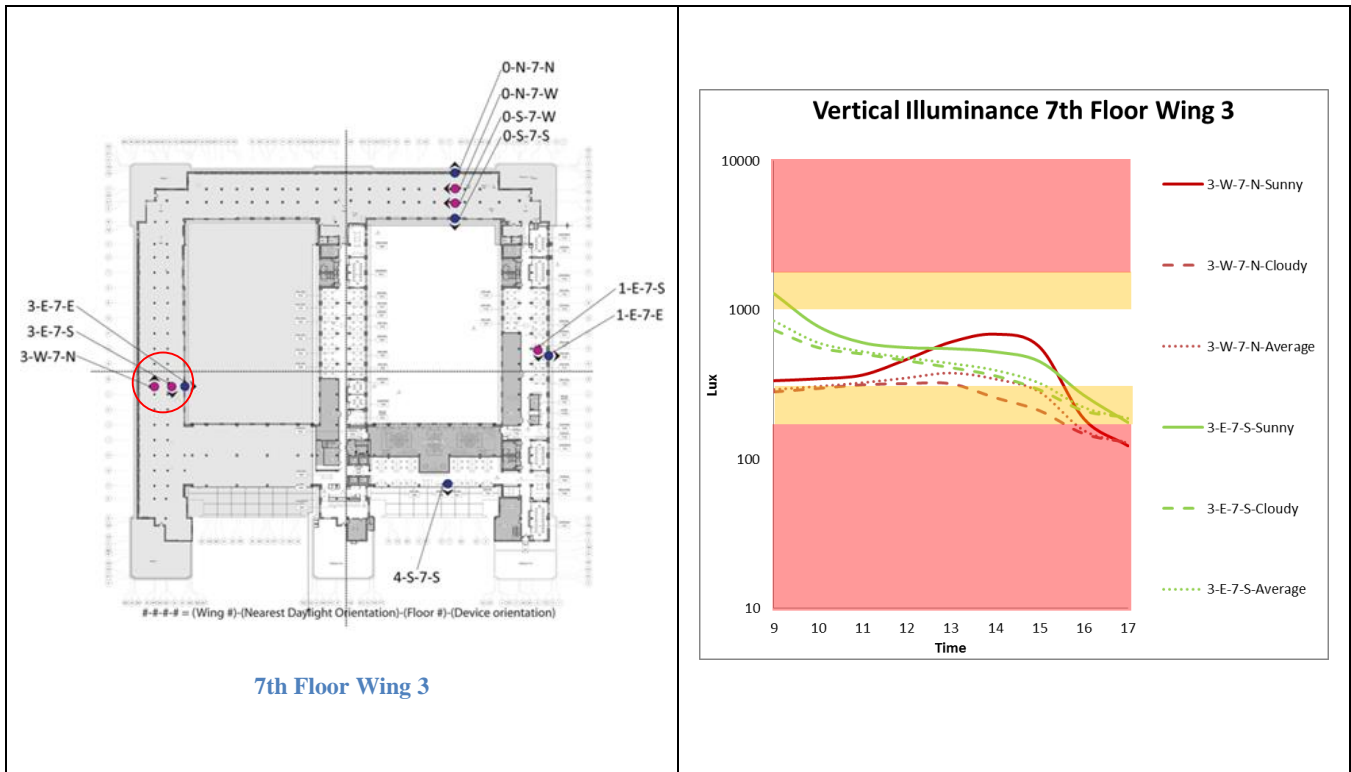 0-N-7-N
0-N-7-W
0-S-7-W
0-S-7-S
1-E-7-S
1-E-7-E
3-E-7-E
3-E-7-S
3-W-7-N
4-S-7-S
#-#-#-# = (Wing #)-(Nearest Daylight Orientation)-(Floor #)-(Device orientation)
7th Floor Wing 3
Vertical Illuminance 7th Floor Wing 3
10000
1000
100
10
Lux
9 10 11 12 13 14 15 16 17
Time
3-W-7-N-Sunny
3-W-7-N-Cloudy
3-W-7-N-Average
3-E-7-S-Sunny
3-E-7-S-Cloudy
3-E-7-S-Average